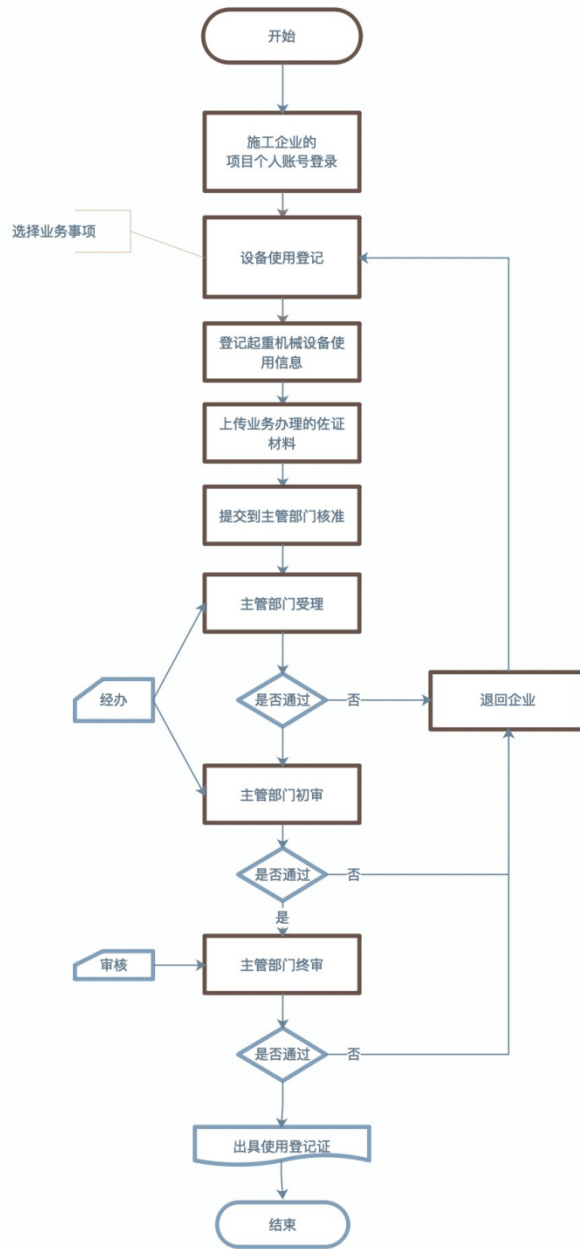 开始
施工企业的
项目个人账号登录
选择业务事项
设备使用登记
登记起重机械设备使
用信息
上传业务办理的佐证
材料
提交到主管部门核准
主管部门受理
经办
是否通过
否
退回企业
主管部门初审
是否通过
否
是
审核
主管部门终审
是否通过
否
出具使用登记证
结束